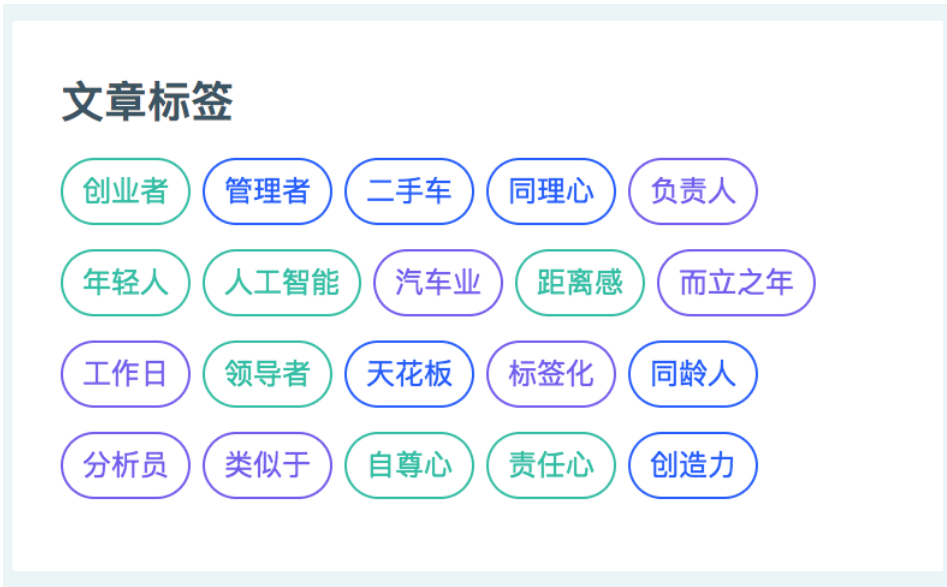 文章标签
创业者 管理者 二手车 同理心 负责人
年轻人 人工智能 汽车业 距离感 而立之年
工作日 领导者 天花板 标签化 同龄人
分析员 类似于 自尊心 责任心 创造力